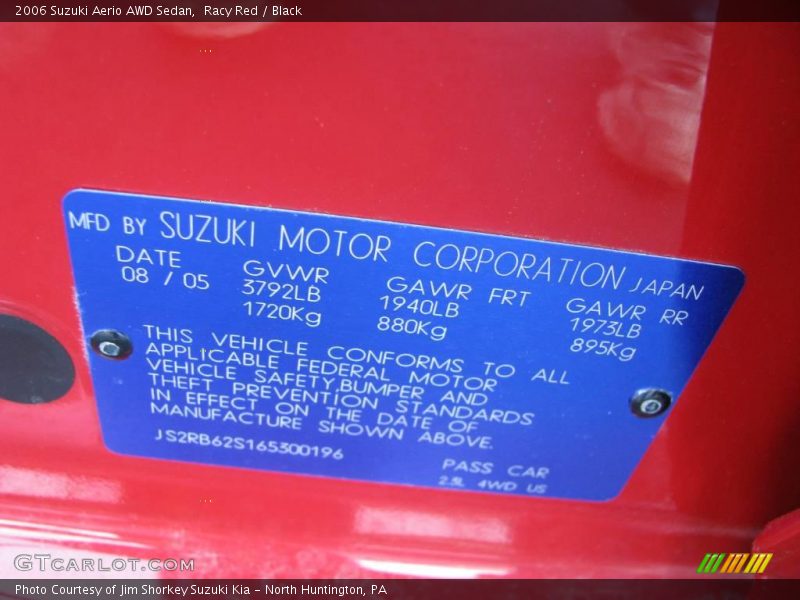 2006 Suzuki Aerio AWD Sedan,  Racy Red / Black
MFD BY SUZUKI MOTOR CORPORATION JAPAN
DATE GVWR GAWR FRT GAWR RR
08 / 05 3792LB 1940LB 1973LB
1720Kg 880Kg 895Kg
THIS VEHICLE CONFORMS TO ALL
APPLICABLE FEDERAL MOTOR
VEHICLE SAFETY,BUMPER AND
THEFT PREVENTION STANDARDS
IN EFFECT ON THE DATE OF
MANUFACTURE SHOWN ABOVE.
JS2RB62S165300196
PASS CAR
2.3L 4WD US
GTCARLOT.COM
Photo Courtesy of Jim Shorkey Suzuki Kia - North Huntington, PA